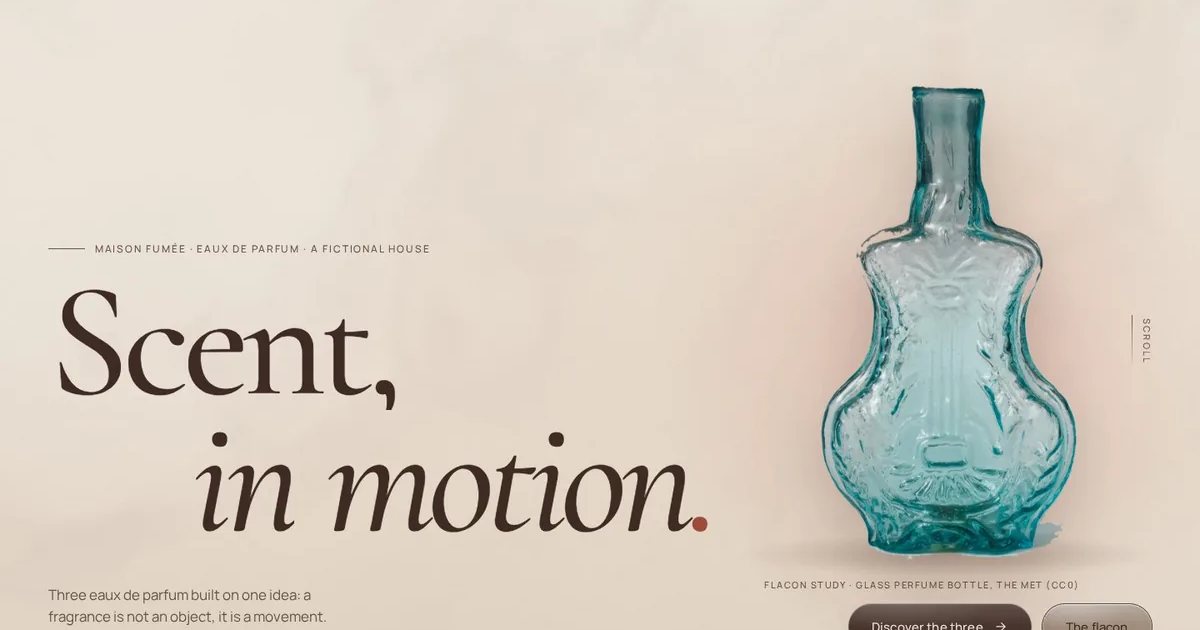 MAISON FUMÉE · EAUX DE PARFUM · A FICTIONAL HOUSE
Scent,
in motion.
Three eaux de parfum built on one idea: a
fragrance is not an object, it is a movement.
SCROLL
FLACON STUDY · GLASS PERFUME BOTTLE, THE MET (CC0)
Discover the three →
The flacon